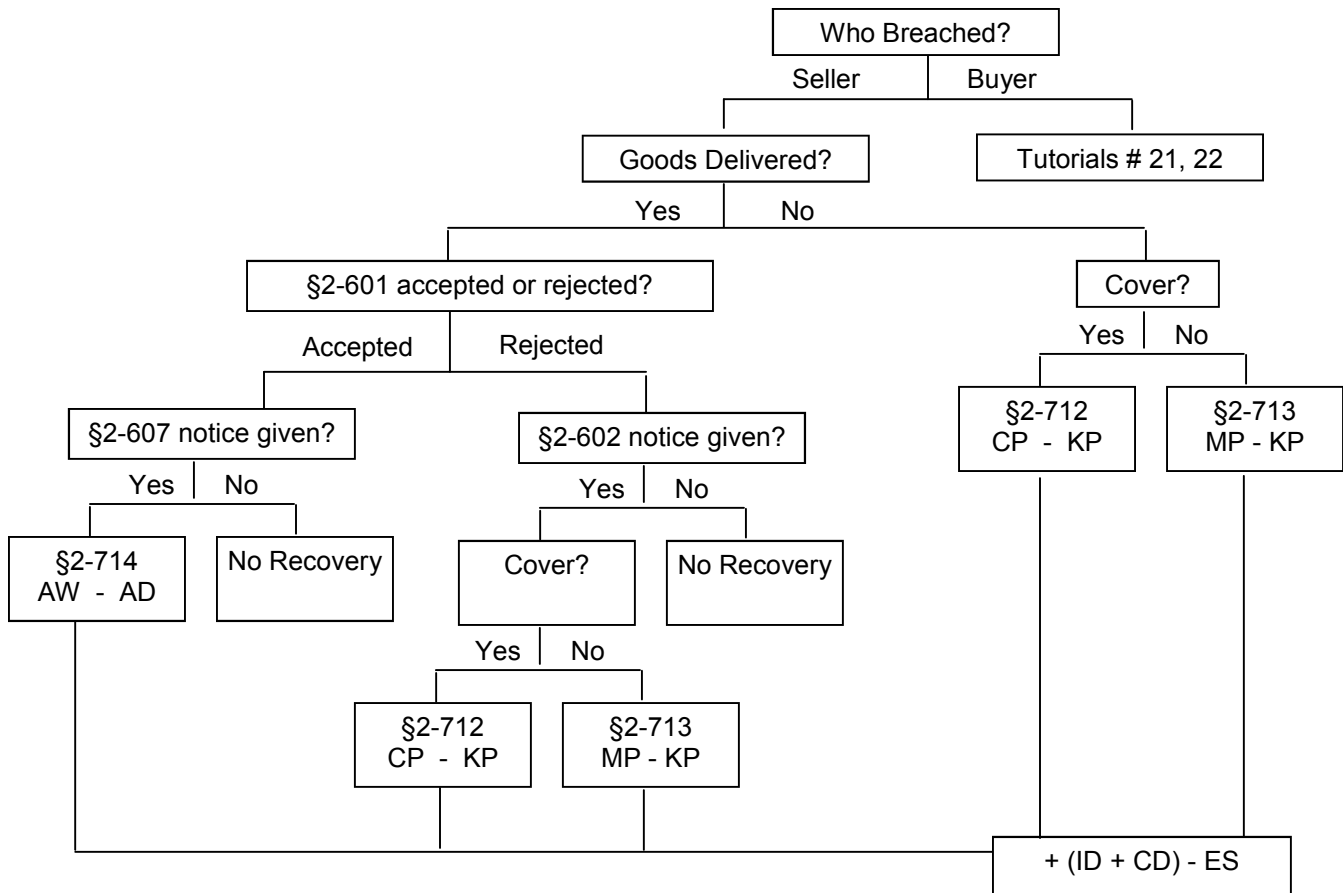 Who Breached?
Seller Buyer
Goods Delivered?
Tutorials # 21, 22
Yes No
§2-601 accepted or rejected?
Cover?
Accepted Rejected
Yes No
§2-607 notice given?
§2-602 notice given?
§2-712
CP - KP
§2-713
MP - KP
Yes No
Yes No
§2-714
AW - AD
No Recovery
Cover?
No Recovery
Yes No
§2-712
CP - KP
§2-713
MP - KP
+ (ID + CD) - ES